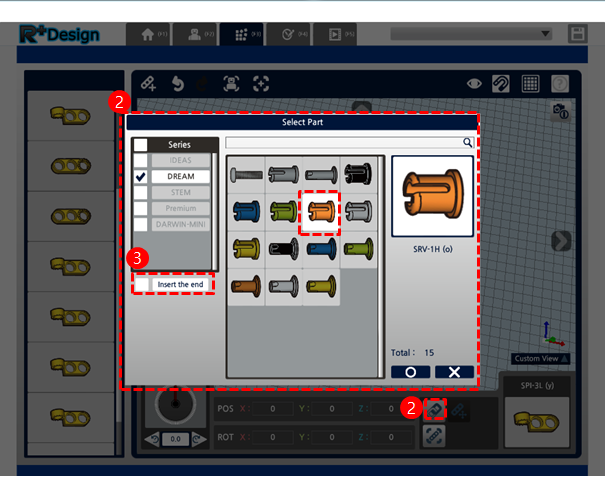 R+Design
(F1)
(F2)
(F3)
(F4)
(F5)
2
Select Part
Series
IDEAS
DREAM
STEM
Premium
DARWIN-MINI
3
Insert the end
SRV-1H (o)
Total : 15
Custom View
SPI-3L (y)
2
POS X: 0 Y: 0 Z: 0
0.0
ROT X: 0 Y: 0 Z: 0